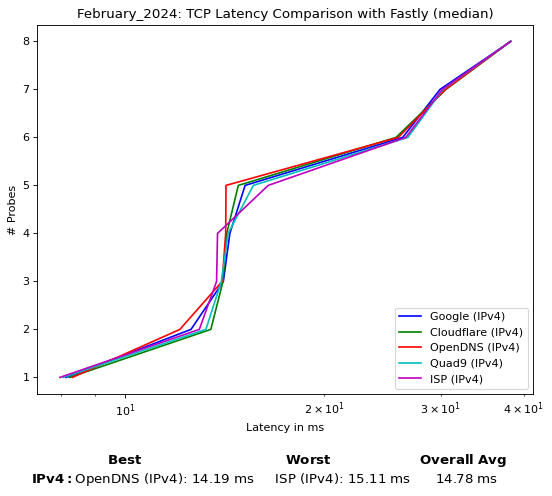 February_2024: TCP Latency Comparison with Fastly (median)
8
7
6
5
4
3
2
1
# Probes
Google (IPv4)
Cloudflare (IPv4)
OpenDNS (IPv4)
Quad9 (IPv4)
ISP (IPv4)
10¹ 2 × 10¹ 3 × 10¹ 4 × 10¹
Latency in ms
Best Worst Overall Avg
IPv4: OpenDNS (IPv4): 14.19 ms ISP (IPv4): 15.11 ms 14.78 ms